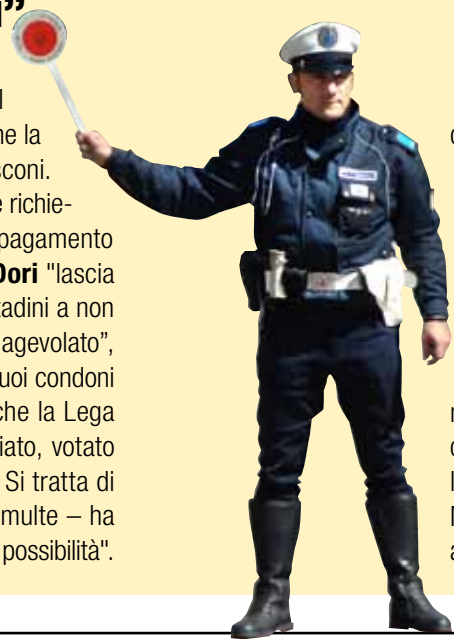 ne la
sconi.
e richie-
pagamento
Dori "lascia
tadini a non
agevolato”,
uoi condoni
che la Lega
iato, votato
Si tratta di
multe – ha
possibilità".